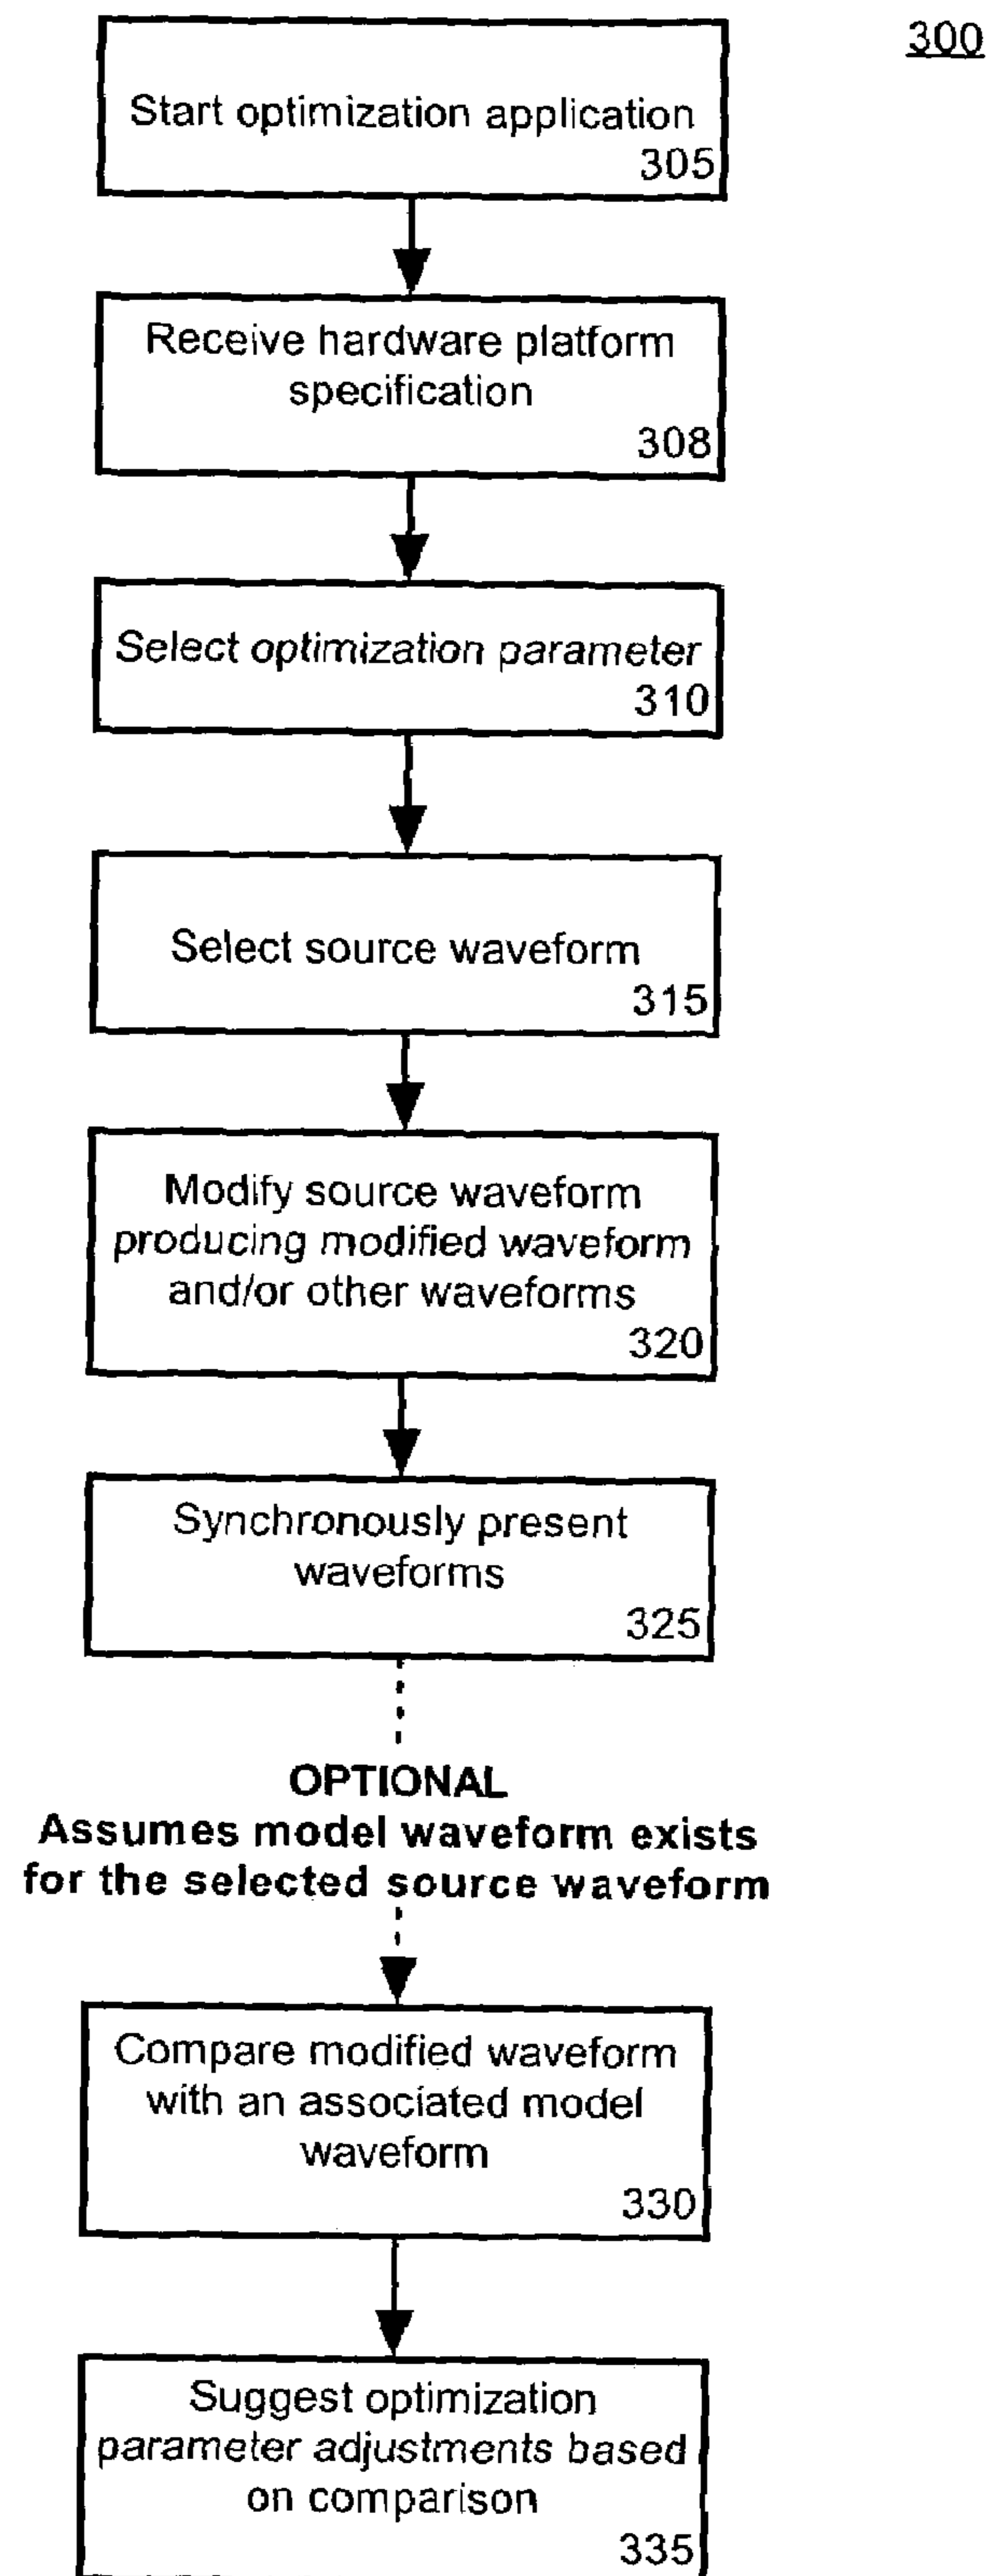 300
Start optimization application
305
Receive hardware platform
specification
308
Select optimization parameter
310
Select source waveform
315
Modify source waveform
producing modified waveform
and/or other waveforms
320
Synchronously present
waveforms
325
OPTIONAL
Assumes model waveform exists
for the selected source waveform
Compare modified waveform
with an associated model
waveform
330
Suggest optimization
parameter adjustments based
on comparison
335